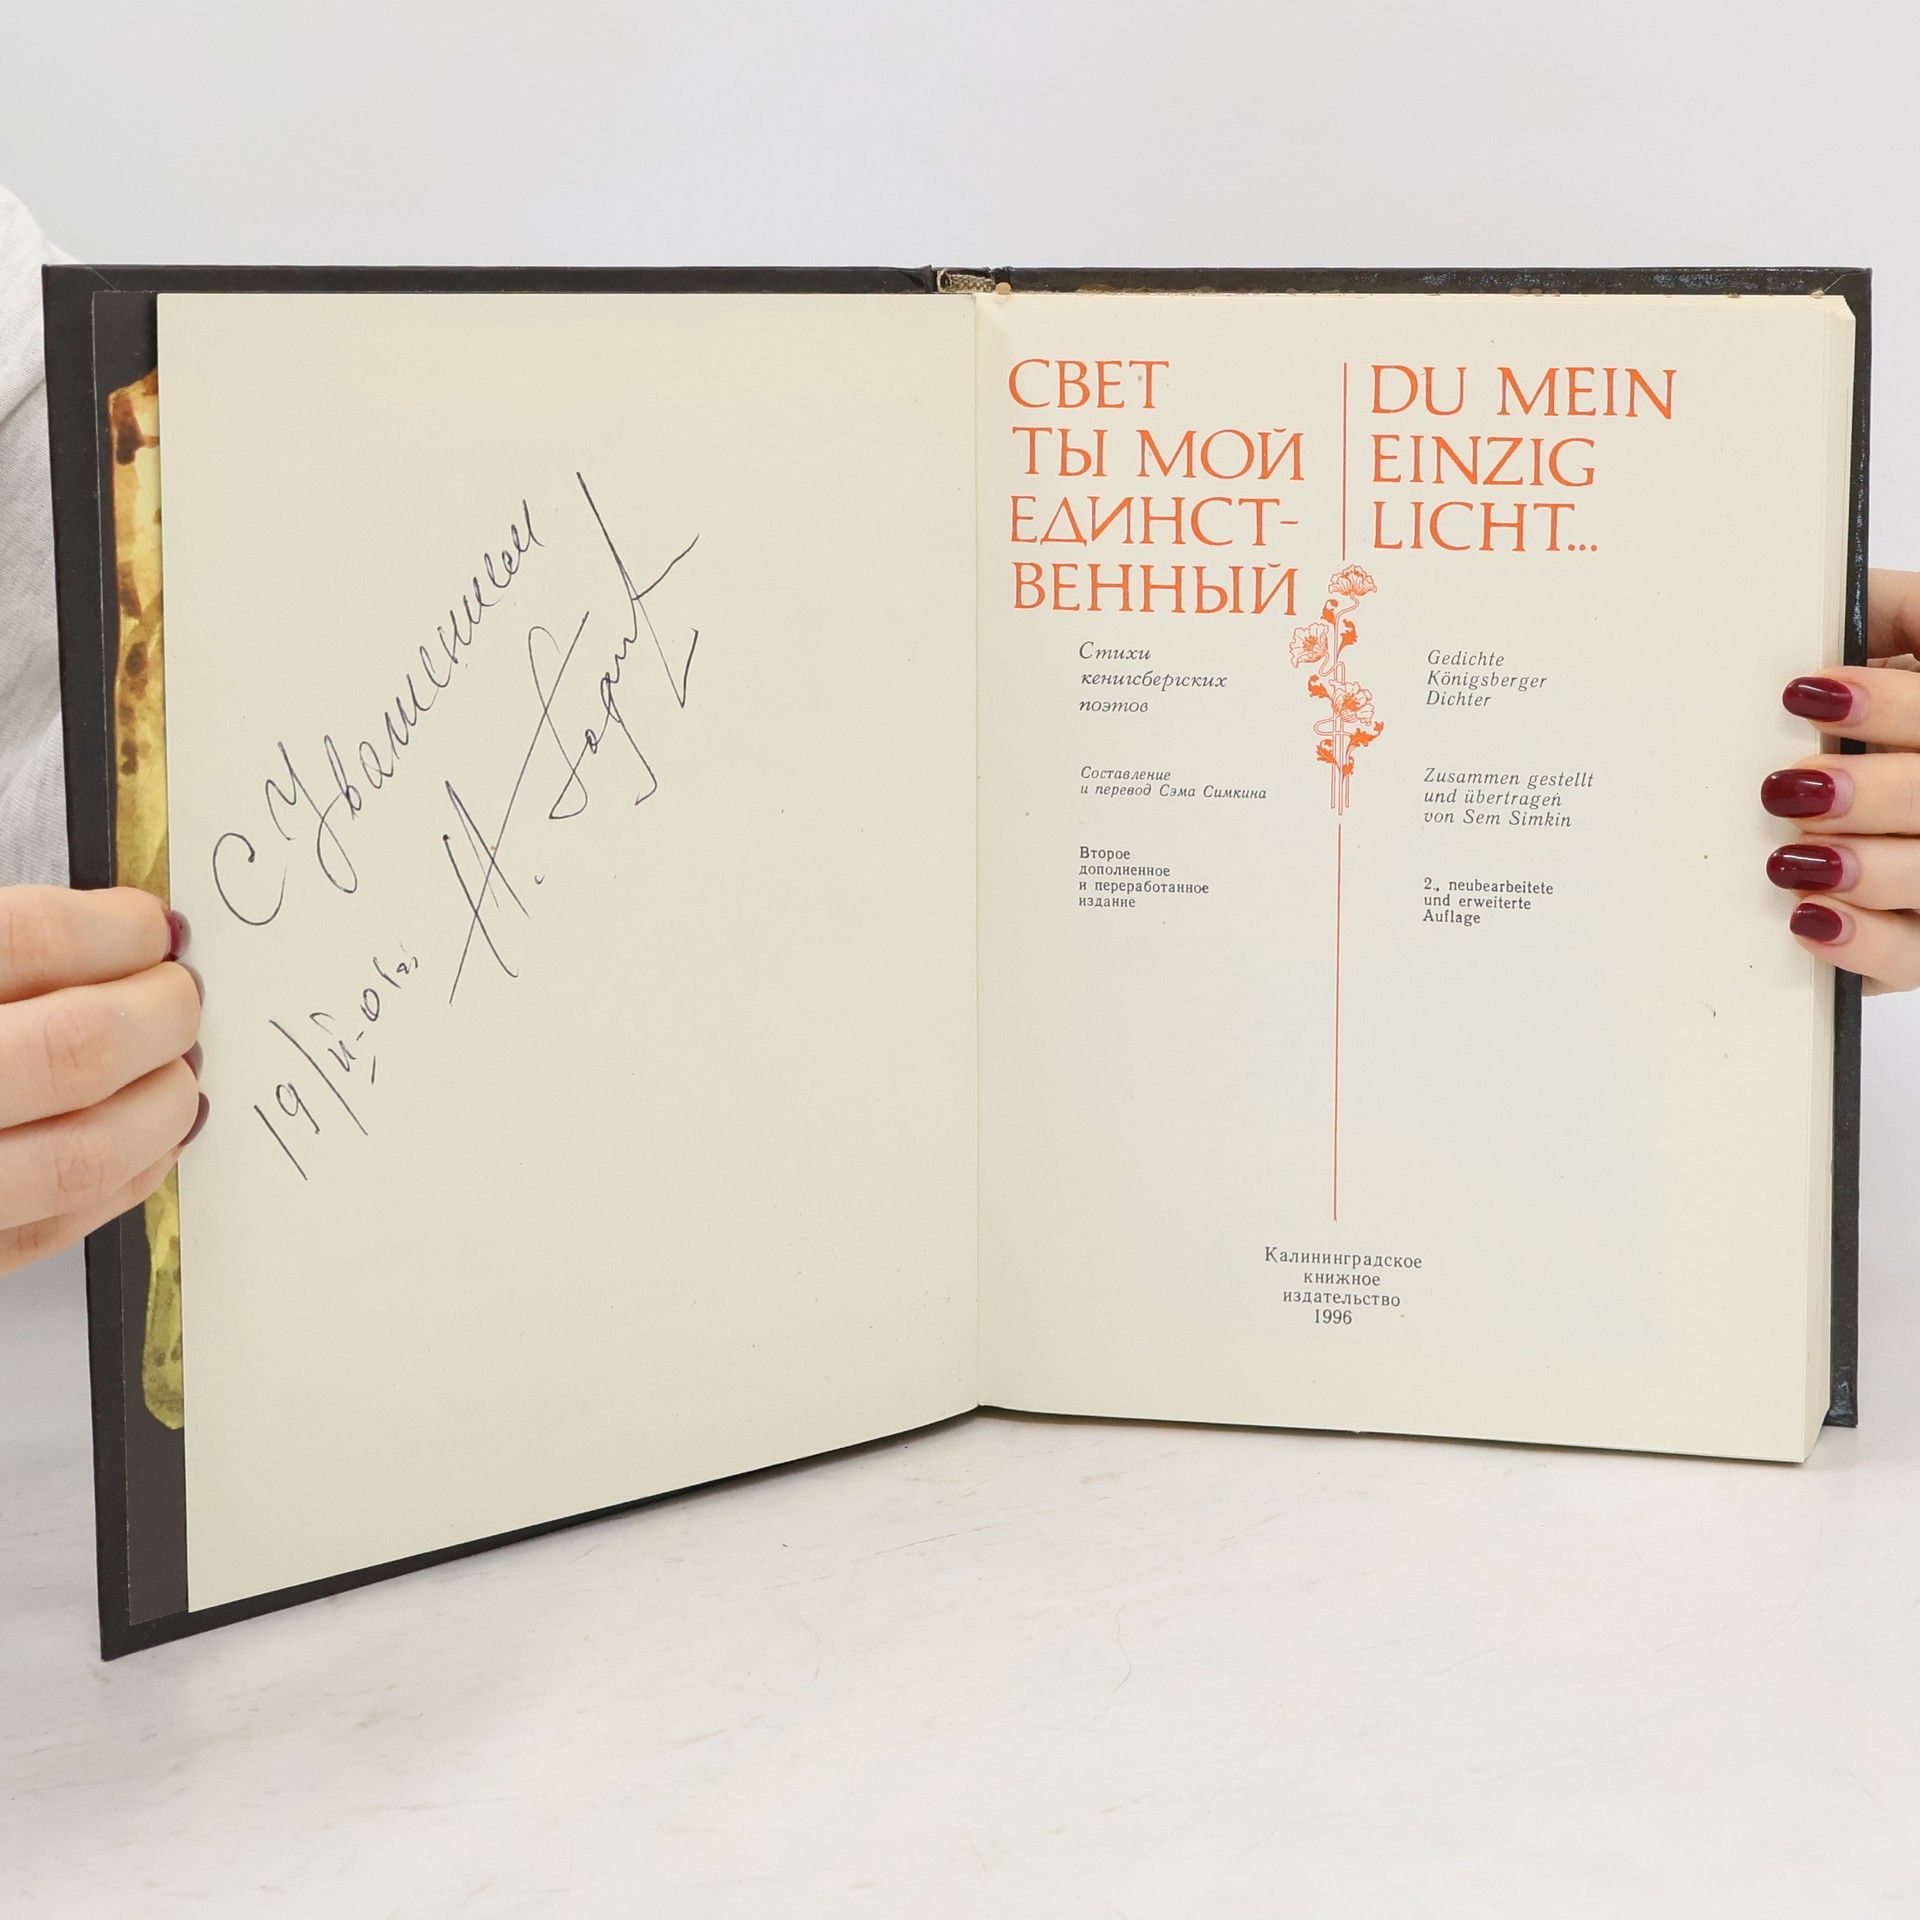 С Уважением
19/II-01г.
СВЕТ
ТЫ МОЙ
ЕДИНСТ-
ВЕННЫЙ
DU MEIN
EINZIG
LICHT...
Стихи
кенигсбергских
поэтов
Gedichte
Königsberger
Dichter
Составление
и перевод Сэма Симкина
Zusammen gestellt
und übertragen
von Sem Simkin
Второе
дополненное
и переработанное
издание
2., neubearbeitete
und erweiterte
Auflage
Калининградское
книжное
издательство
1996